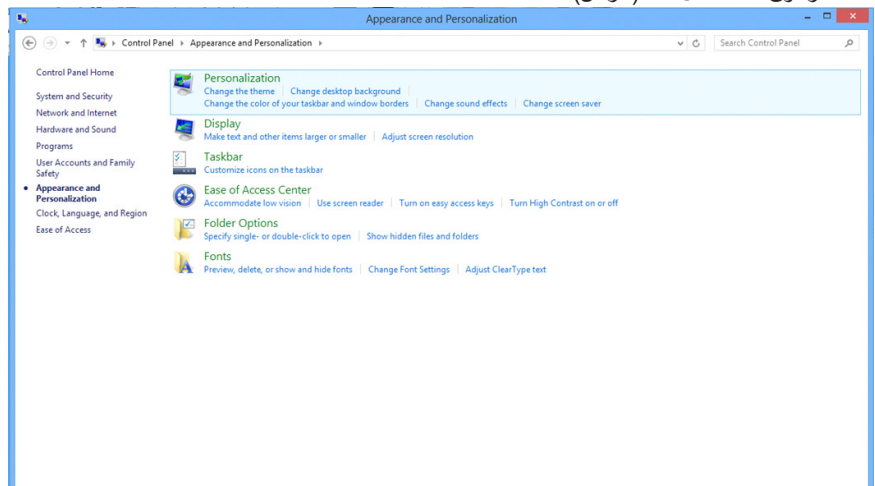 Appearance and Personalization
Control Panel Appearance and Personalization
Search Control Panel
Control Panel Home
System and Security
Network and Internet
Hardware and Sound
Programs
User Accounts and Family
Safety
Appearance and
Personalization
Clock, Language, and Region
Ease of Access
Personalization
Change the theme Change desktop background
Change the color of your taskbar and window borders Change sound effects Change screen saver
Display
Make text and other items larger or smaller Adjust screen resolution
Taskbar
Customize icons on the taskbar
Ease of Access Center
Accommodate low vision Use screen reader Turn on easy access keys Turn High Contrast on or off
Folder Options
Specify single- or double-click to open Show hidden files and folders
Fonts
Preview, delete, or show and hide fonts Change Font Settings Adjust ClearType text